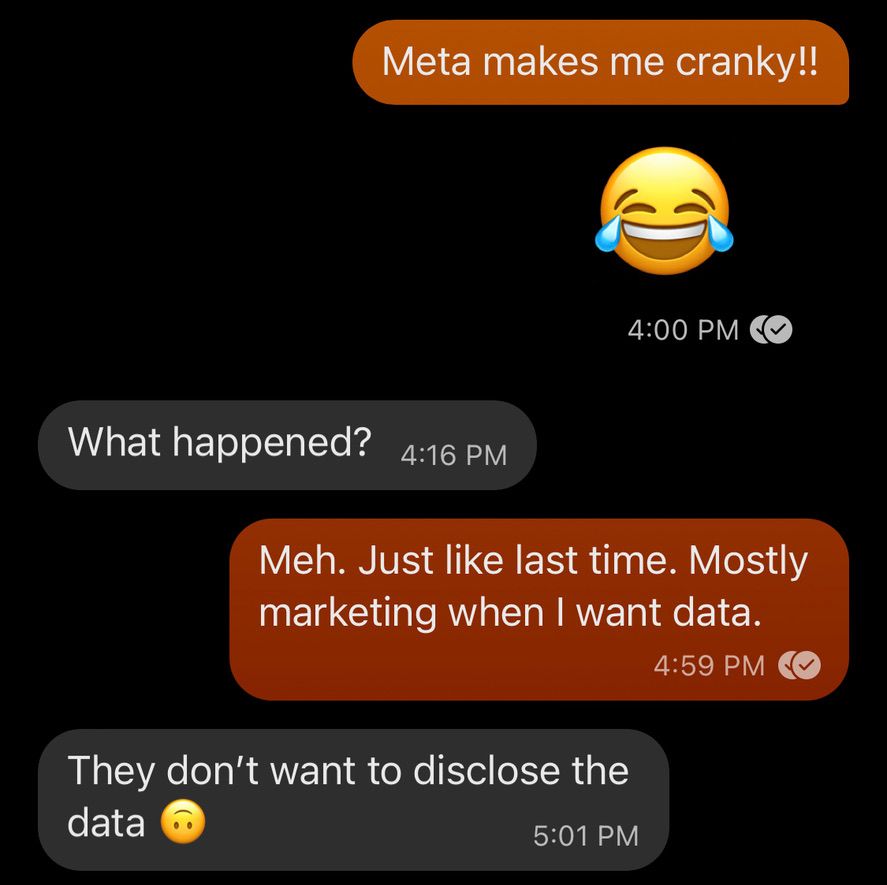 Meta makes me cranky!!
😂
4:00 PM
What happened? 4:16 PM
Meh. Just like last time. Mostly
marketing when I want data.
4:59 PM
They don’t want to disclose the
data 🙃 5:01 PM